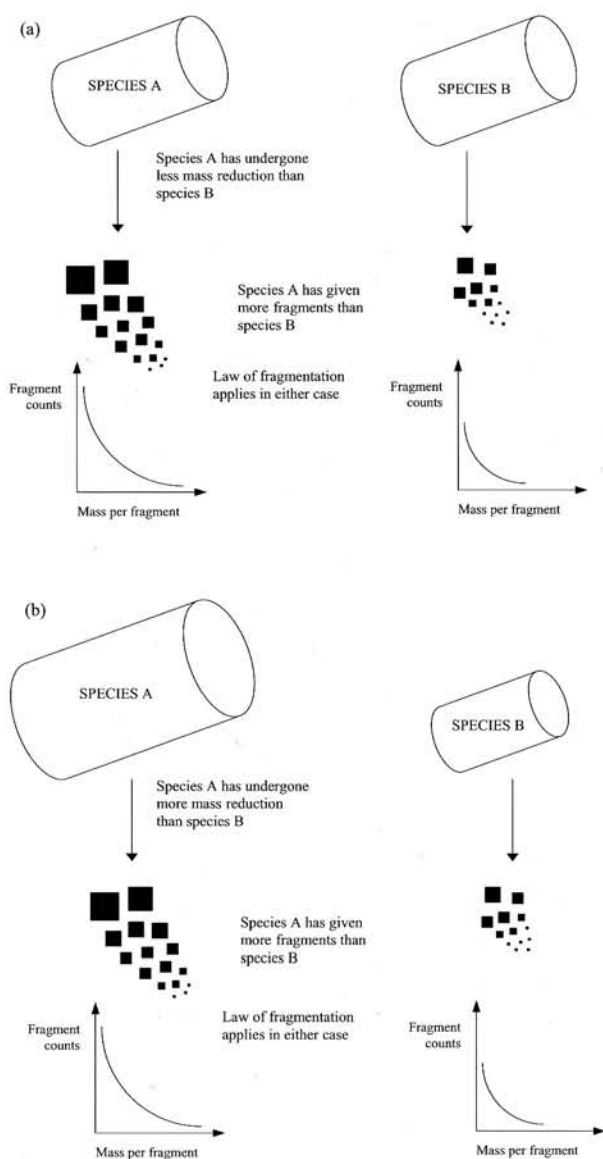 (a)
SPECIES A
SPECIES B
Species A has undergone
less mass reduction than
species B
Species A has given
more fragments than
species B
Law of fragmentation
applies in either case
Fragment
counts
Mass per fragment
Fragment
counts
Mass per fragment
(b)
SPECIES A
SPECIES B
Species A has undergone
more mass reduction
than species B
Species A has given
more fragments than
species B
Law of fragmentation
applies in either case
Fragment
counts
Mass per fragment
Fragment
counts
Mass per fragment